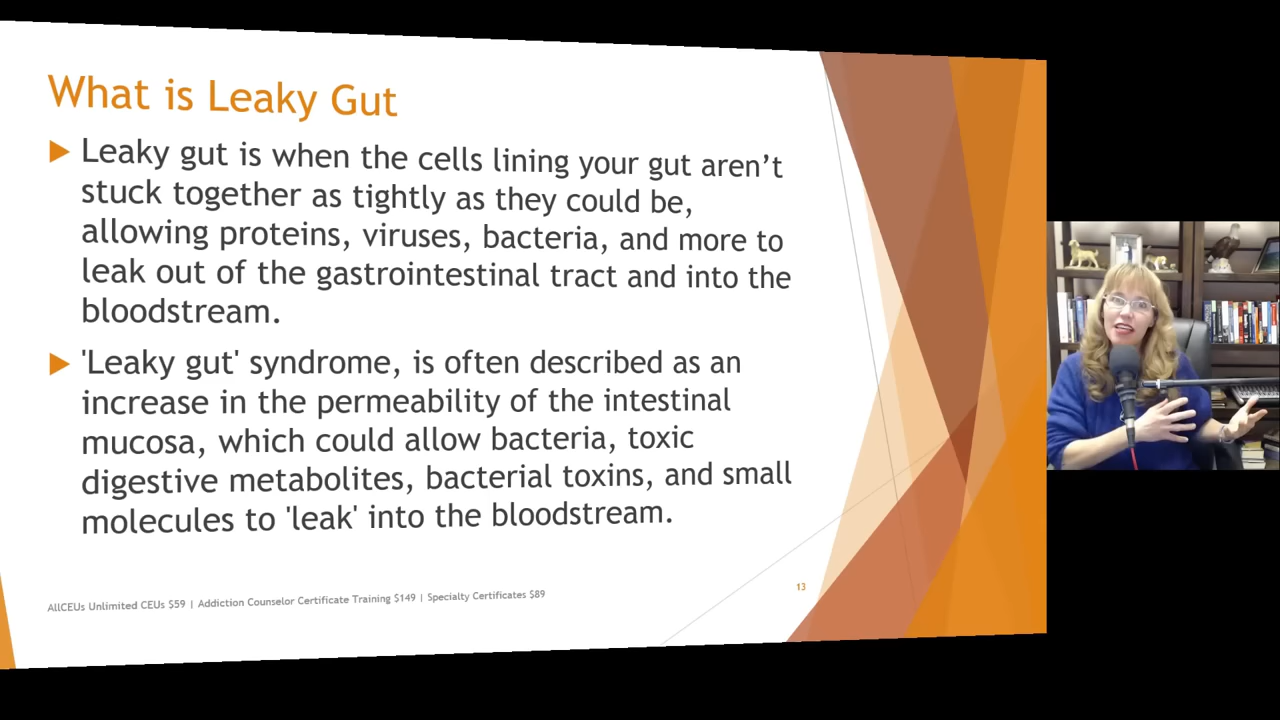 What is Leaky Gut
Leaky gut is when the cells lining your gut aren’t
stuck together as tightly as they could be,
allowing proteins, viruses, bacteria, and more to
leak out of the gastrointestinal tract and into the
bloodstream.
'Leaky gut' syndrome, is often described as an
increase in the permeability of the intestinal
mucosa, which could allow bacteria, toxic
digestive metabolites, bacterial toxins, and small
molecules to 'leak' into the bloodstream.
AllCEUs Unlimited CEUs $59 | Addiction Counselor Certificate Training $149 | Specialty Certificates $89
13